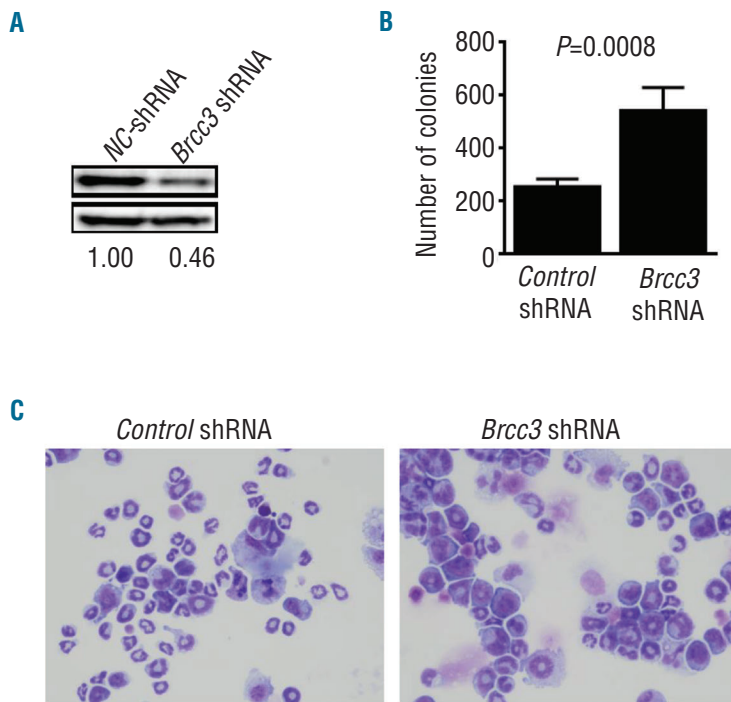 A
NC-shRNA
Brcc3 shRNA
1.00 0.46
B
P=0.0008
Number of colonies
800
600
400
200
0
Control shRNA
Brcc3 shRNA
C
Control shRNA
Brcc3 shRNA